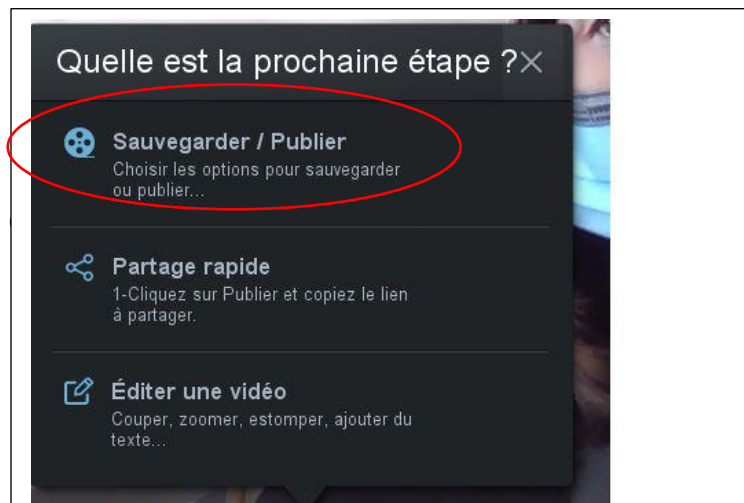 Quelle est la prochaine étape ?
Sauvegarder / Publier
Choisir les options pour sauvegarder
ou publier...
Partage rapide
1-Cliquez sur Publier et copiez le lien
à partager.
Éditer une vidéo
Couper, zoomer, estomper, ajouter du
texte...